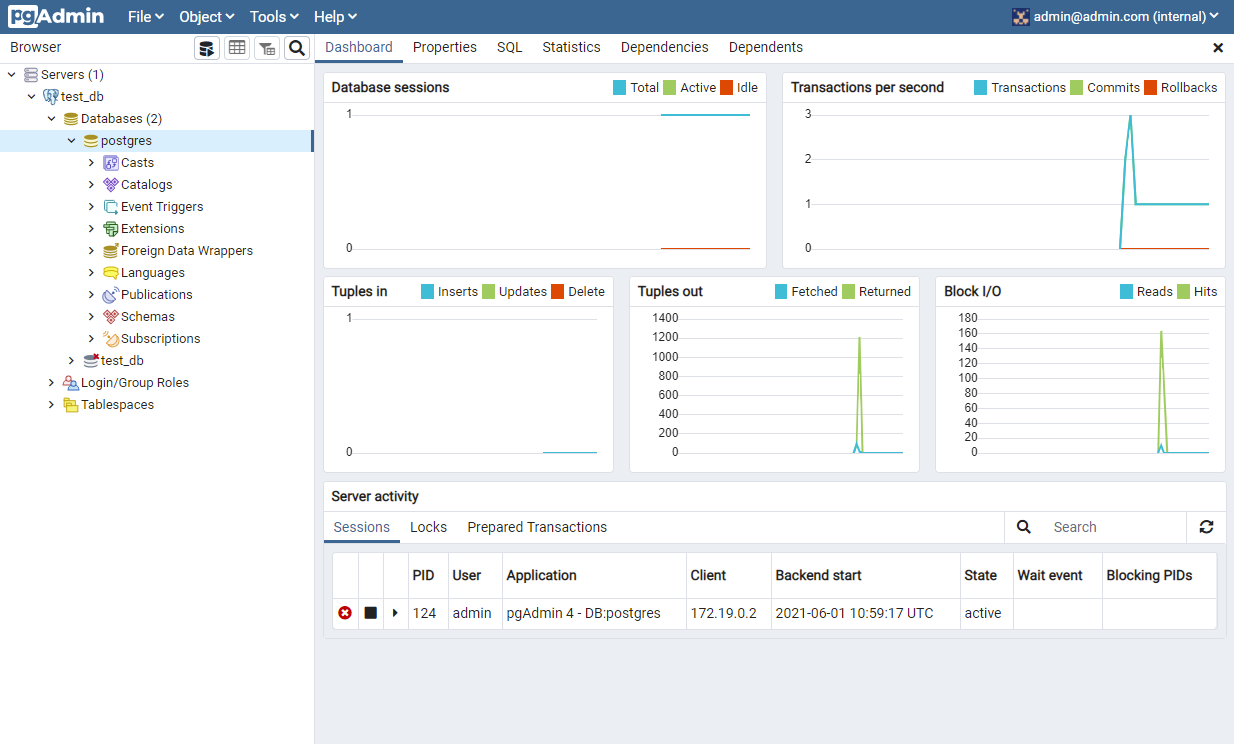 pgAdmin File Object Tools Help admin@admin.com (internal)
Browser
Dashboard Properties SQL Statistics Dependencies Dependents
Servers (1)
test_db
Databases (2)
postgres
Casts
Catalogs
Event Triggers
Extensions
Foreign Data Wrappers
Languages
Publications
Schemas
Subscriptions
test_db
Login/Group Roles
Tablespaces
Database sessions Total Active Idle
1
0
Transactions per second Transactions Commits Rollbacks
3
2
1
0
Tuples in Inserts Updates Delete
1
0
Tuples out Fetched Returned
1400
1200
1000
800
600
400
200
0
Block I/O Reads Hits
180
160
140
120
100
80
60
40
20
0
Server activity
Sessions Locks Prepared Transactions Search
PID User Application Client Backend start State Wait event Blocking PIDs
124 admin pgAdmin 4 - DB:postgres 172.19.0.2 2021-06-01 10:59:17 UTC active